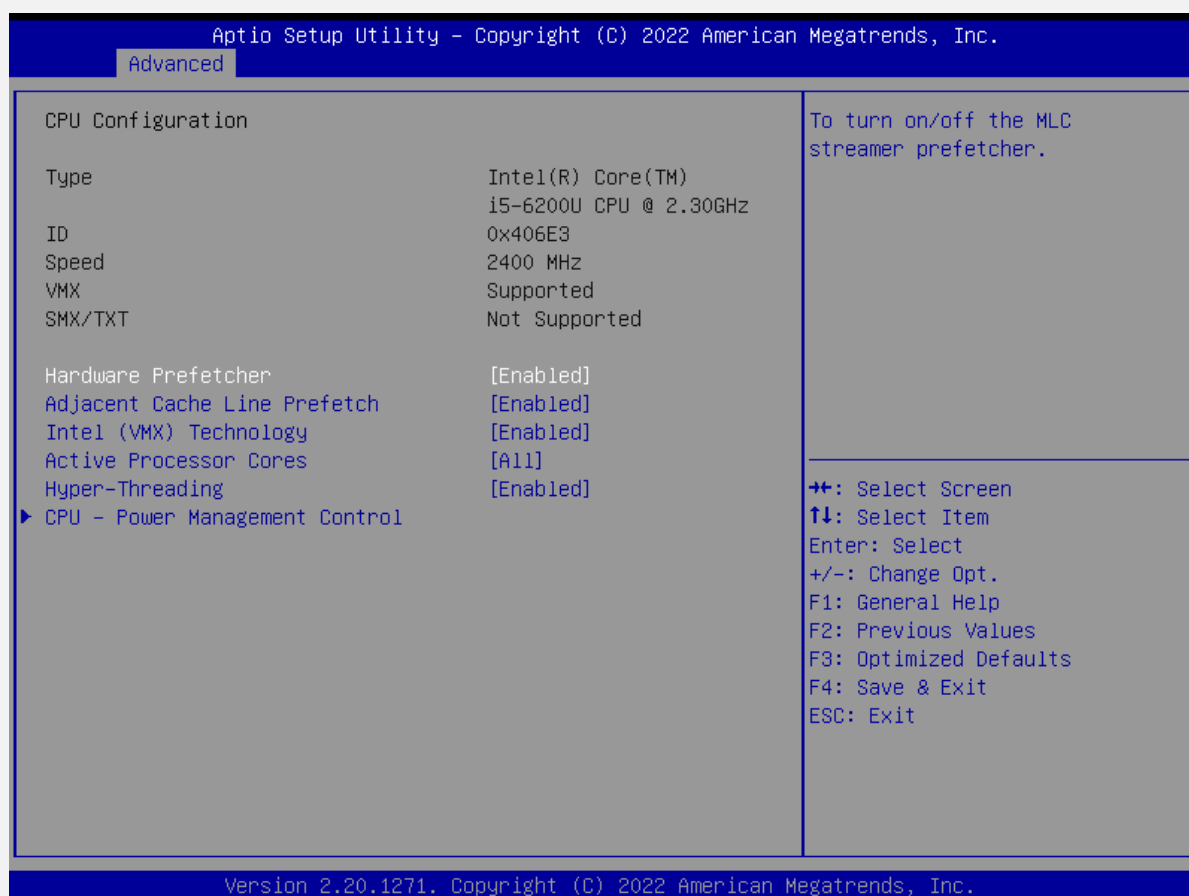 Aptio Setup Utility – Copyright (C) 2022 American Megatrends, Inc.
Advanced
CPU Configuration
Type Intel(R) Core(TM)
i5-6200U CPU @ 2.30GHz
ID 0x406E3
Speed 2400 MHz
VMX Supported
SMX/TXT Not Supported
Hardware Prefetcher [Enabled]
Adjacent Cache Line Prefetch [Enabled]
Intel (VMX) Technology [Enabled]
Active Processor Cores [All]
Hyper-Threading [Enabled]
CPU – Power Management Control
To turn on/off the MLC
streamer prefetcher.
→←: Select Screen
↑↓: Select Item
Enter: Select
+/-: Change Opt.
F1: General Help
F2: Previous Values
F3: Optimized Defaults
F4: Save & Exit
ESC: Exit
Version 2.20.1271. Copyright (C) 2022 American Megatrends, Inc.